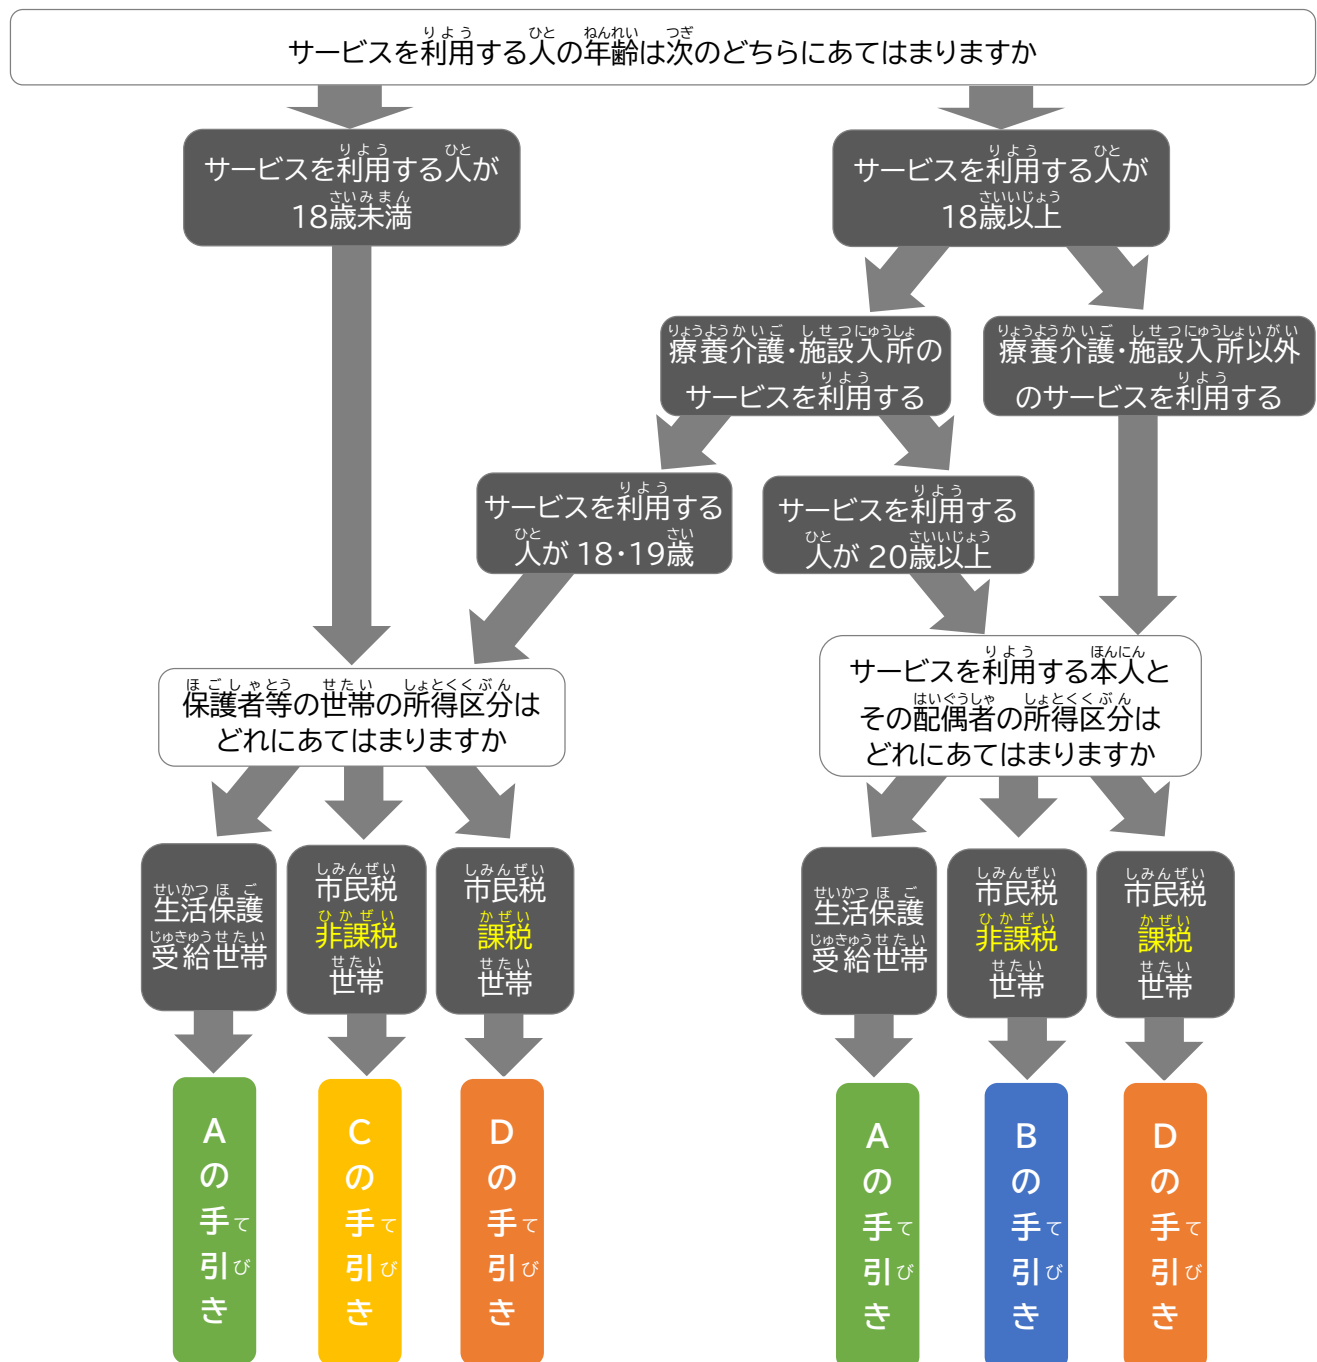 サービスを利用する人の年齢は次のどちらにあてはまりますか
サービスを利用する人が
18歳未満
サービスを利用する人が
18歳以上
療養介護・施設入所の
サービスを利用する
療養介護・施設入所以外
のサービスを利用する
サービスを利用する
人が 18・19歳
サービスを利用する
人が 20歳以上
保護者等の世帯の所得区分は
どれにあてはまりますか
サービスを利用する本人と
その配偶者の所得区分は
どれにあてはまりますか
生活保護
受給世帯
市民税
非課税
世帯
市民税
課税
世帯
生活保護
受給世帯
市民税
非課税
世帯
市民税
課税
世帯
Aの手引き
Cの手引き
Dの手引き
Aの手引き
Bの手引き
Dの手引き